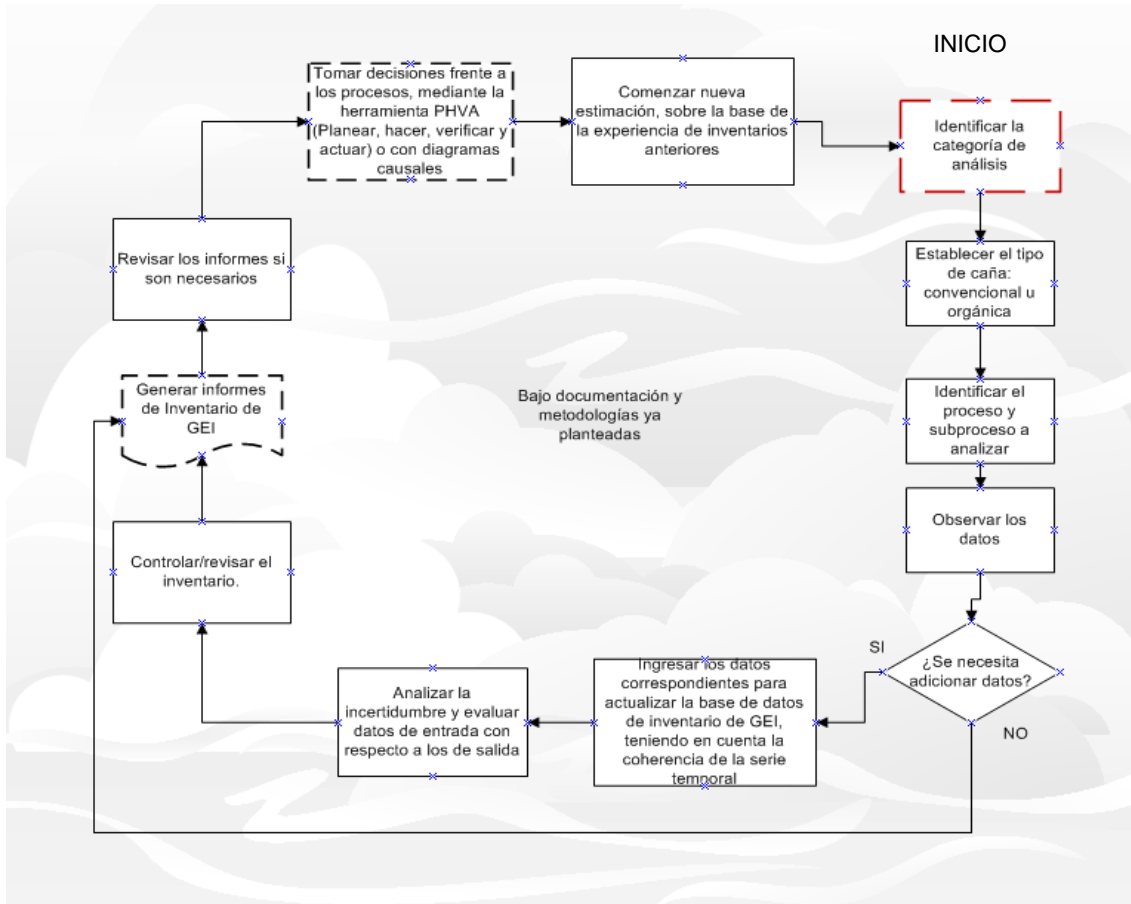 INICIO
Tomar decisiones frente a
los procesos, mediante la
herramienta PHVA
(Planear, hacer, verificar y
actuar) o con diagramas
causales
Comenzar nueva
estimación, sobre la base de
la experiencia de inventarios
anteriores
Identificar la
categoría de
análisis
Establecer el tipo
de caña:
convencional u
orgánica
Identificar el
proceso y
subproceso a
analizar
Observar los
datos
¿Se necesita
adicionar datos?
SI
NO
Ingresar los datos
correspondientes para
actualizar la base de datos
de inventario de GEI,
teniendo en cuenta la
coherencia de la serie
temporal
Analizar la
incertidumbre y evaluar
datos de entrada con
respecto a los de salida
Controlar/revisar el
inventario.
Generar informes
de Inventario de
GEI
Revisar los informes si
son necesarios
Bajo documentación y
metodologías ya
planteadas